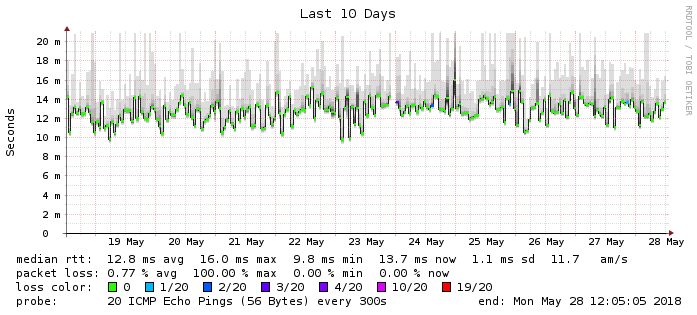 Last 10 Days
RRDTOOL / TOBI OETIKER
Seconds
20 m
18 m
16 m
14 m
12 m
10 m
8 m
6 m
4 m
2 m
0
19 May 20 May 21 May 22 May 23 May 24 May 25 May 26 May 27 May 28 May
median rtt: 12.8 ms avg 16.0 ms max 9.8 ms min 13.7 ms now 1.1 ms sd 11.7 am/s
packet loss: 0.77 % avg 100.00 % max 0.00 % min 0.00 % now
loss color: 0 1/20 2/20 3/20 4/20 10/20 19/20
probe: 20 ICMP Echo Pings (56 Bytes) every 300s end: Mon May 28 12:05:05 2018